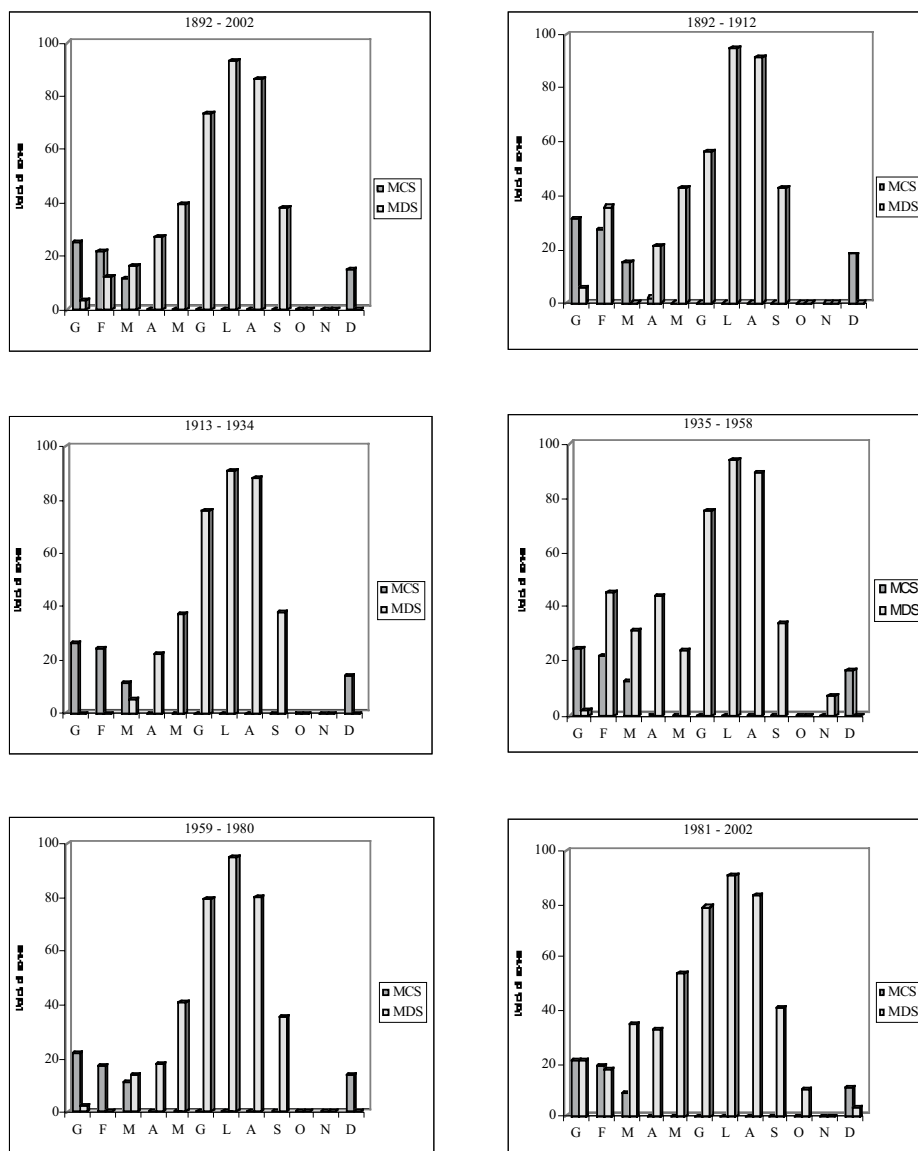 1892 - 2002
100
80
60
40
20
0
G F M A M G L A S O N D
MCS
MDS
1892 - 1912
100
80
60
40
20
0
G F M A M G L A S O N D
MCS
MDS
1913 - 1934
100
80
60
40
20
0
G F M A M G L A S O N D
MCS
MDS
1935 - 1958
100
80
60
40
20
0
G F M A M G L A S O N D
MCS
MDS
1959 - 1980
100
80
60
40
20
0
G F M A M G L A S O N D
MCS
MDS
1981 - 2002
100
80
60
40
20
0
G F M A M G L A S O N D
MCS
MDS